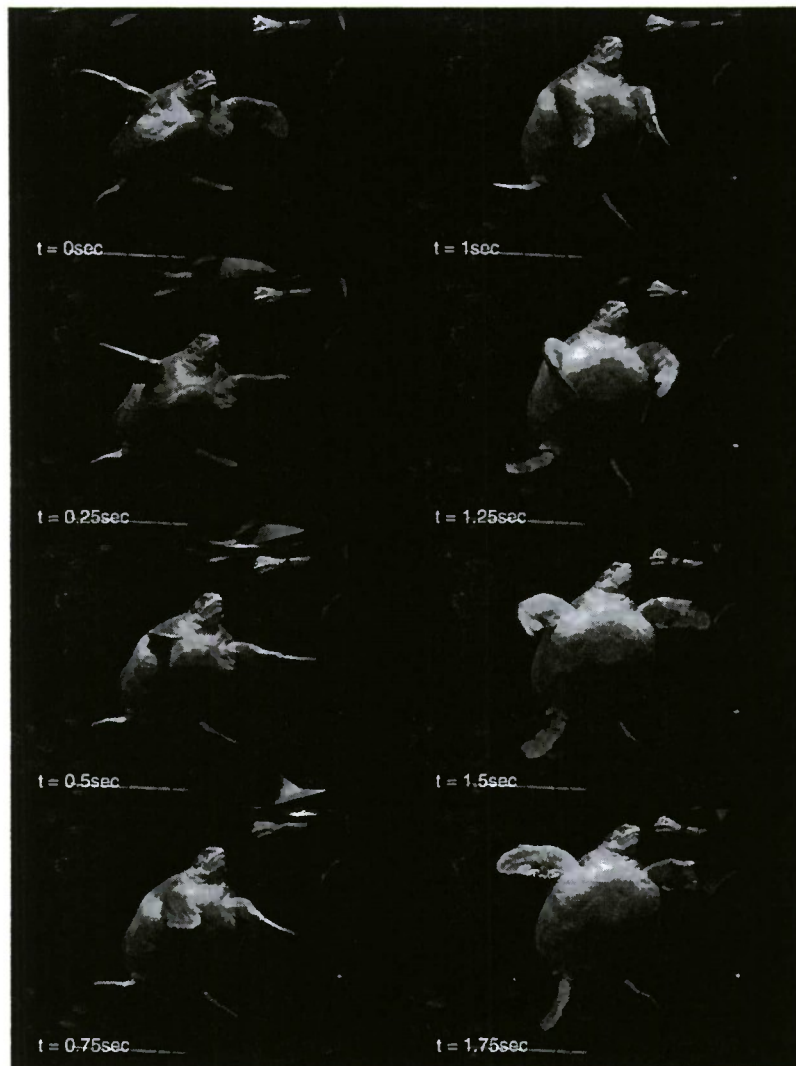 t = 0sec
t = 0.25sec
t = 0.5sec
t = 0.75sec
t = 1sec
t = 1.25sec
t = 1.5sec
t = 1.75sec